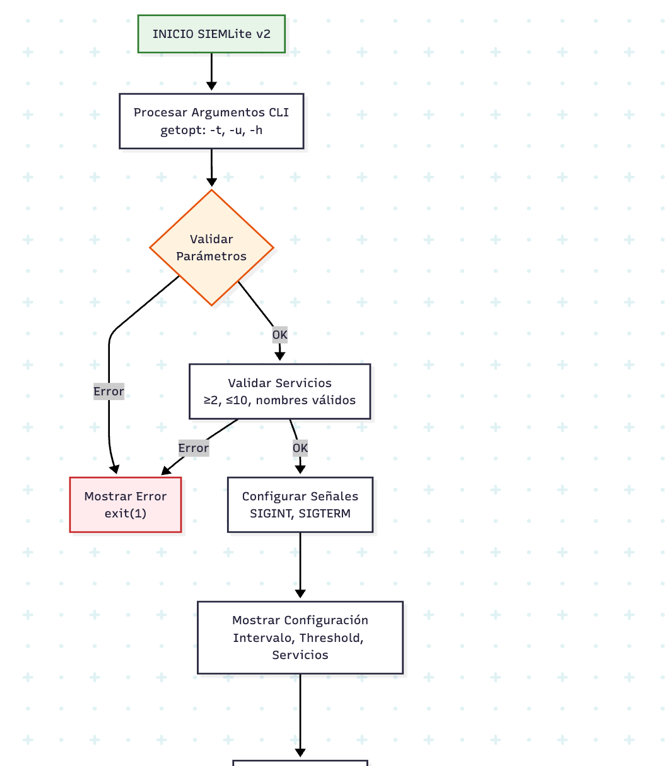 INICIO SIEMLite v2
Procesar Argumentos CLI
getopt: -t, -u, -h
Validar
Parámetros
OK
Error
Validar Servicios
≥2, ≤10, nombres válidos
Error
OK
Mostrar Error
exit(1)
Configurar Señales
SIGINT, SIGTERM
Mostrar Configuración
Intervalo, Threshold,
Servicios